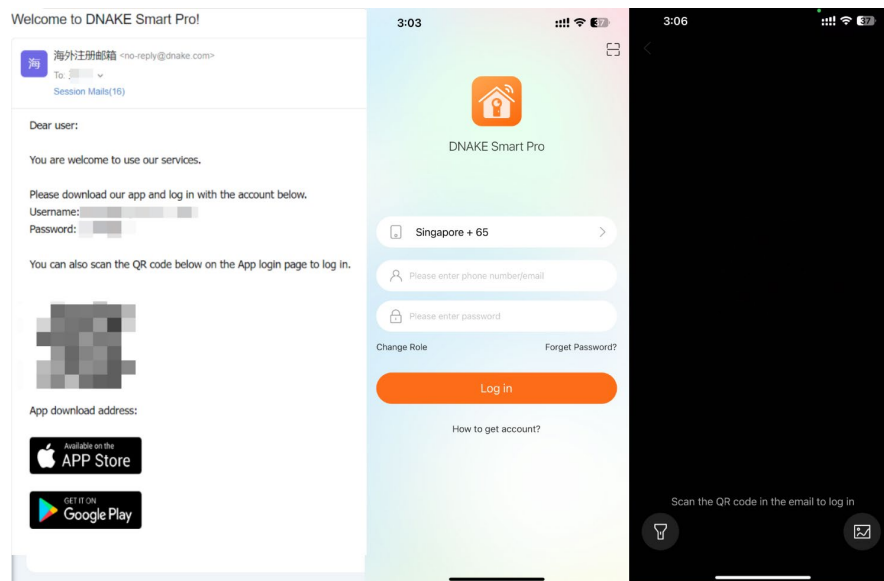 Welcome to DNAKE Smart Pro!
海
海外注册邮箱 <no-reply@dnake.com>
To:
Session Mails(16)
Dear user:
You are welcome to use our services.
Please download our app and log in with the account below.
Username:
Password:
You can also scan the QR code below on the App login page to log in.
App download address:
Available on the
APP Store
GET IT ON
Google Play
3:03
37
DNAKE Smart Pro
Singapore + 65
Please enter phone number/email
Please enter password
Change Role
Forget Password?
Log in
How to get account?
3:06
37
Scan the QR code in the email to log in